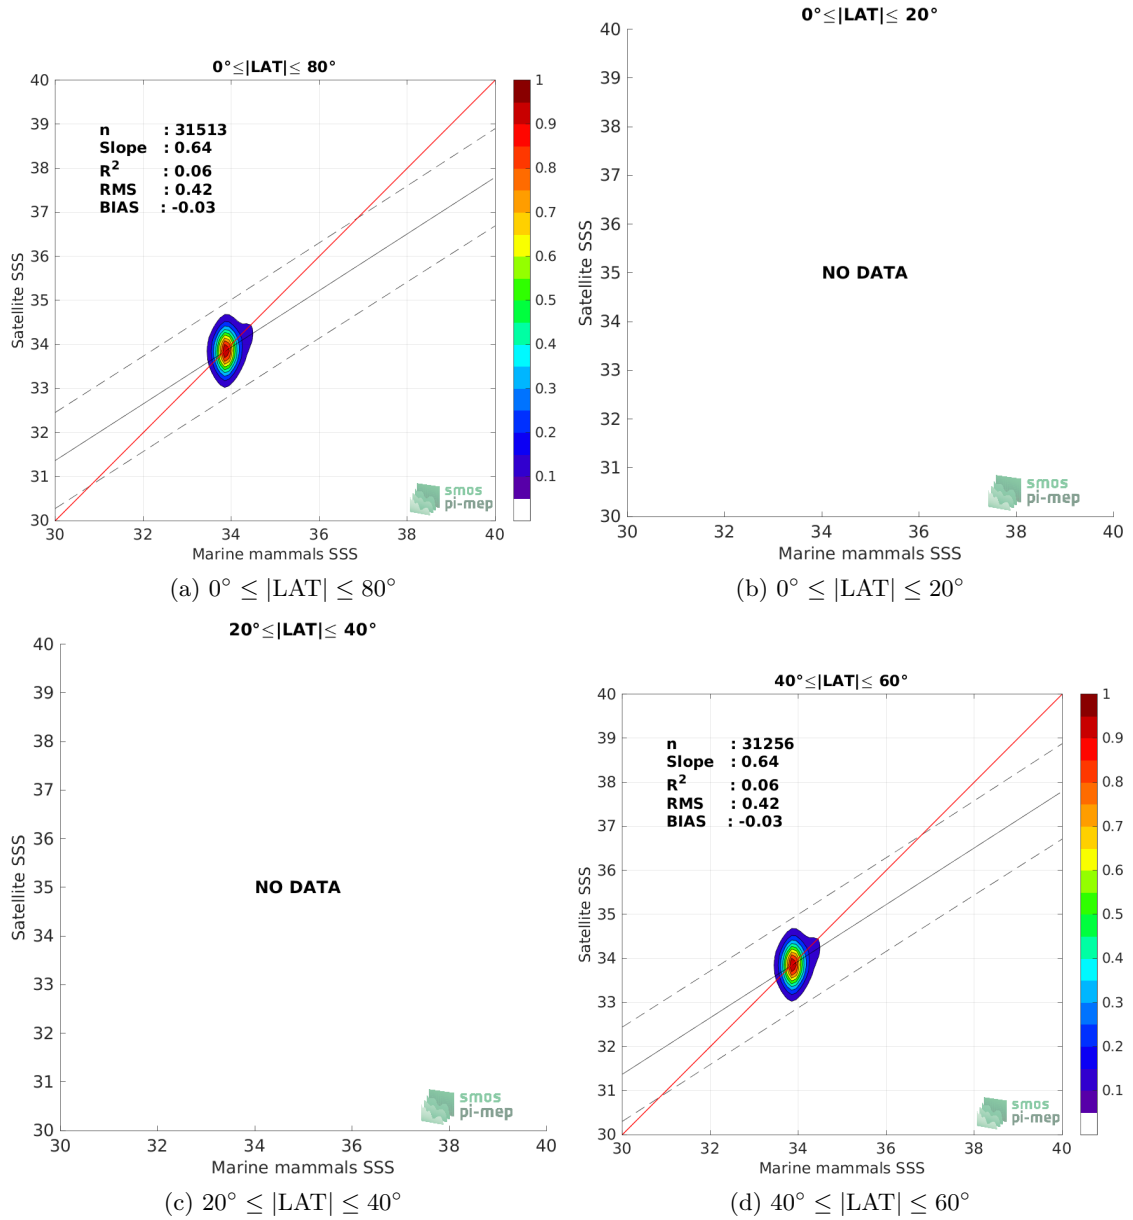 0°≤|LAT|≤ 80°
40
39
38
37
36
35
34
33
32
31
30
n : 31513
Slope : 0.64
R² : 0.06
RMS : 0.42
BIAS : -0.03
1
0.9
0.8
0.7
0.6
0.5
0.4
0.3
0.2
0.1
smos
pi-mep
30 32 34 36 38 40
Satellite SSS
Marine mammals SSS
(a) 0° ≤ |LAT| ≤ 80°
0°≤|LAT|≤ 20°
40
39
38
37
36
35
34
33
32
31
30
NO DATA
smos
pi-mep
30 32 34 36 38 40
Satellite SSS
Marine mammals SSS
(b) 0° ≤ |LAT| ≤ 20°
20°≤|LAT|≤ 40°
40
39
38
37
36
35
34
33
32
31
30
NO DATA
smos
pi-mep
30 32 34 36 38 40
Satellite SSS
Marine mammals SSS
(c) 20° ≤ |LAT| ≤ 40°
40°≤|LAT|≤ 60°
40
39
38
37
36
35
34
33
32
31
30
n : 31256
Slope : 0.64
R² : 0.06
RMS : 0.42
BIAS : -0.03
1
0.9
0.8
0.7
0.6
0.5
0.4
0.3
0.2
0.1
smos
pi-mep
30 32 34 36 38 40
Satellite SSS
Marine mammals SSS
(d) 40° ≤ |LAT| ≤ 60°